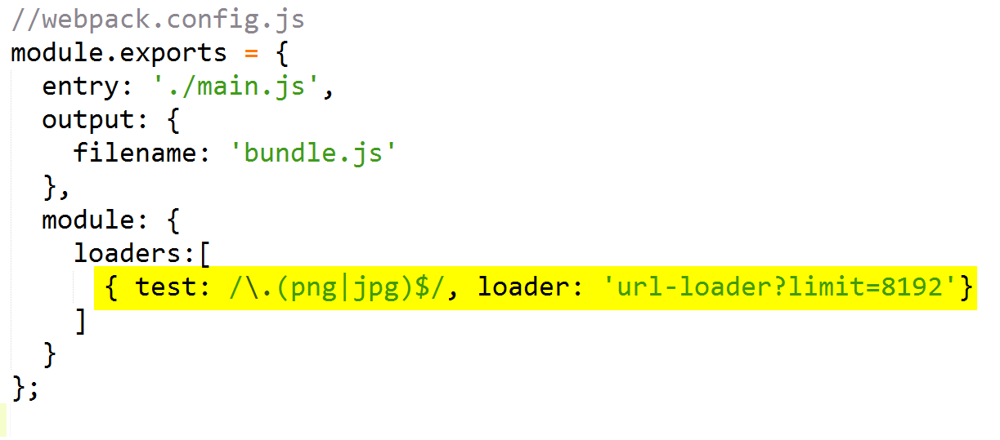 //webpack.config.js
module.exports = {
  entry: './main.js',
  output: {
    filename: 'bundle.js'
  },
  module: {
    loaders:[
      { test: /\.(png|jpg)$/, loader: 'url-loader?limit=8192'}
    ]
  }
};